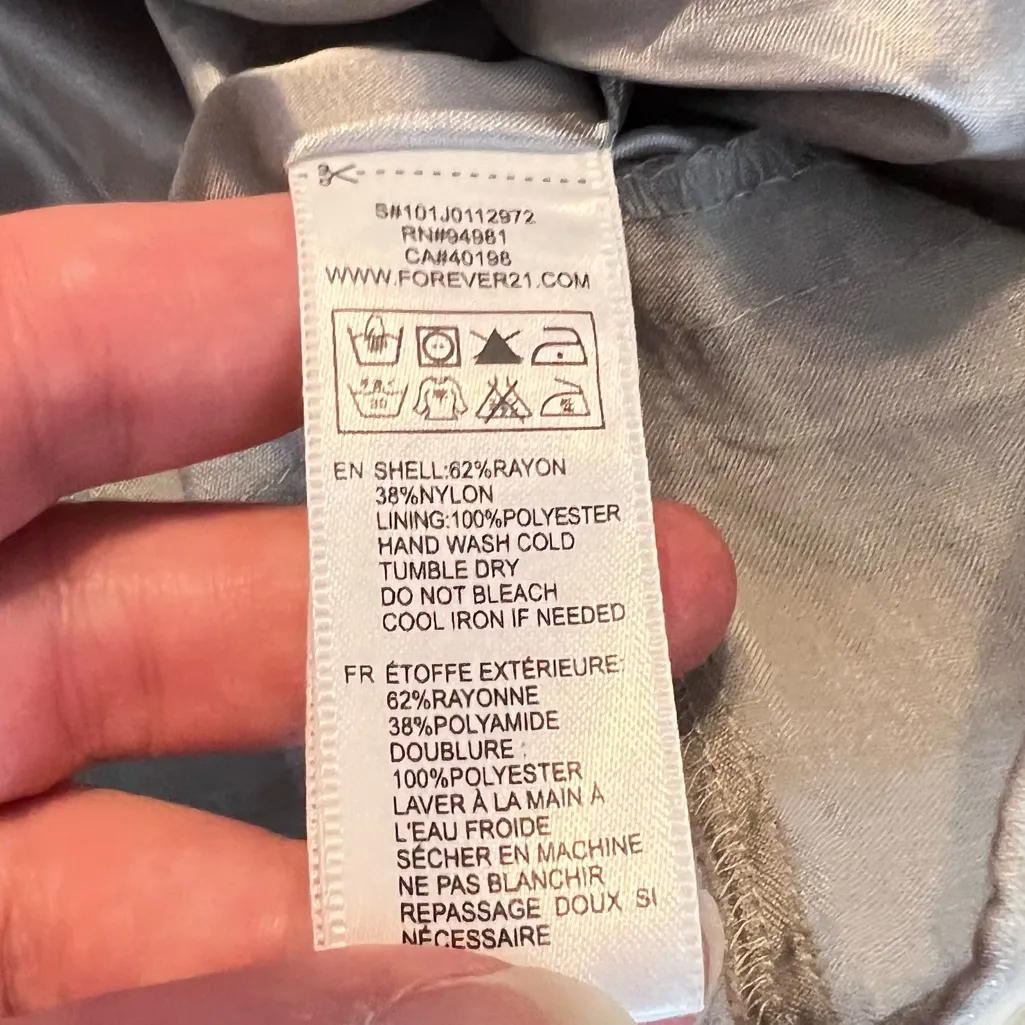 S#101J0112972
RN#94981
CA#40198
WWW.FOREVER21.COM
EN SHELL:62%RAYON
38%NYLON
LINING:100%POLYESTER
HAND WASH COLD
TUMBLE DRY
DO NOT BLEACH
COOL IRON IF NEEDED
FR ÉTOFFE EXTÉRIEURE:
62%RAYONNE
38%POLYAMIDE
DOUBLURE :
100%POLYESTER
LAVER À LA MAIN À
L'EAU FROIDE
SÉCHER EN MACHINE
NE PAS BLANCHIR
REPASSAGE DOUX SI
NÉCESSAIRE